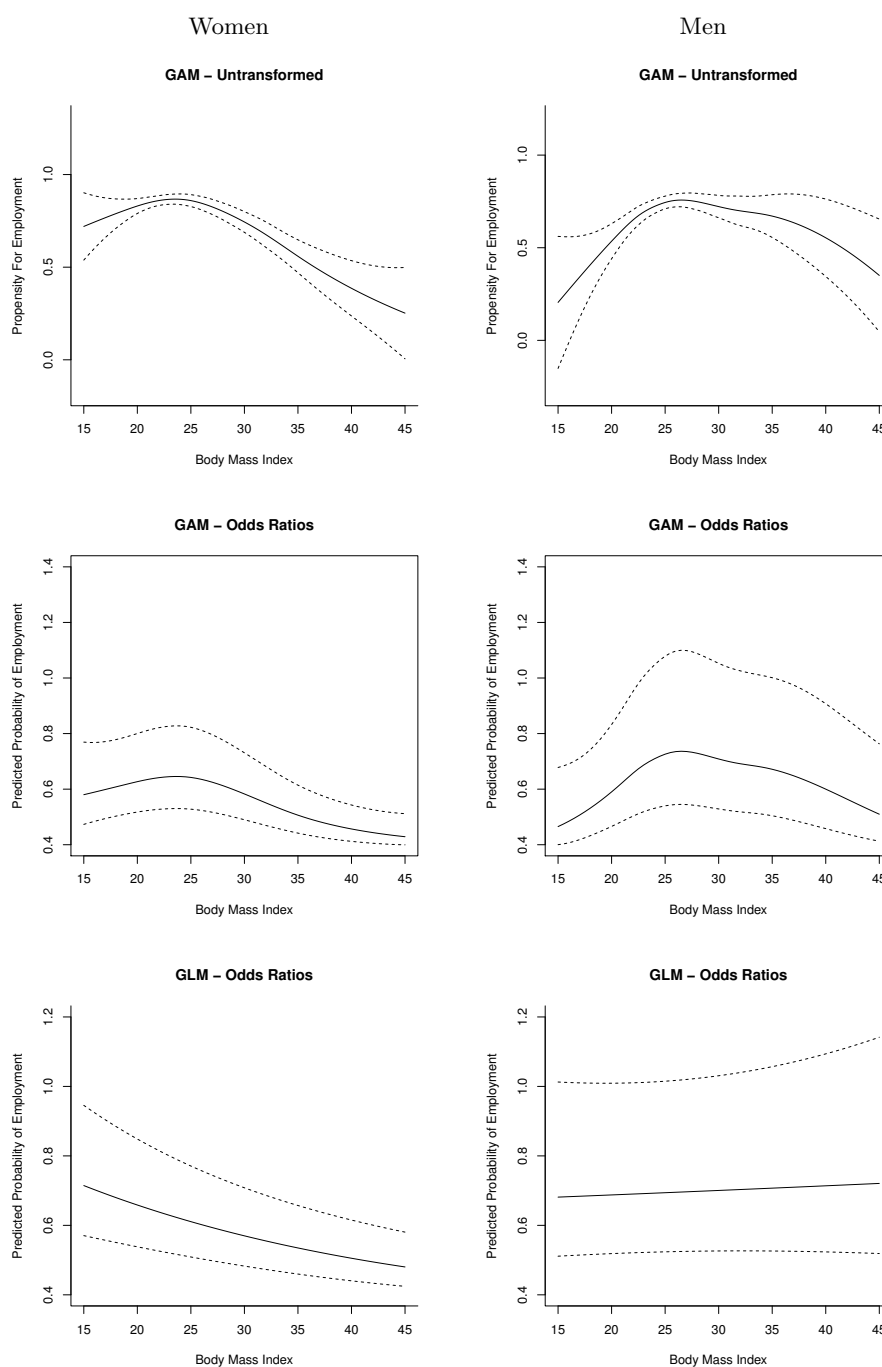 Women
Men
GAM − Untransformed
Propensity For Employment
1.0
0.5
0.0
15 20 25 30 35 40 45
Body Mass Index
GAM − Untransformed
Propensity For Employment
1.0
0.5
0.0
15 20 25 30 35 40 45
Body Mass Index
GAM − Odds Ratios
Predicted Probability of Employment
1.4
1.2
1.0
0.8
0.6
0.4
15 20 25 30 35 40 45
Body Mass Index
GAM − Odds Ratios
Predicted Probability of Employment
1.4
1.2
1.0
0.8
0.6
0.4
15 20 25 30 35 40 45
Body Mass Index
GLM − Odds Ratios
Predicted Probability of Employment
1.2
1.0
0.8
0.6
0.4
15 20 25 30 35 40 45
Body Mass Index
GLM − Odds Ratios
Predicted Probability of Employment
1.2
1.0
0.8
0.6
0.4
15 20 25 30 35 40 45
Body Mass Index